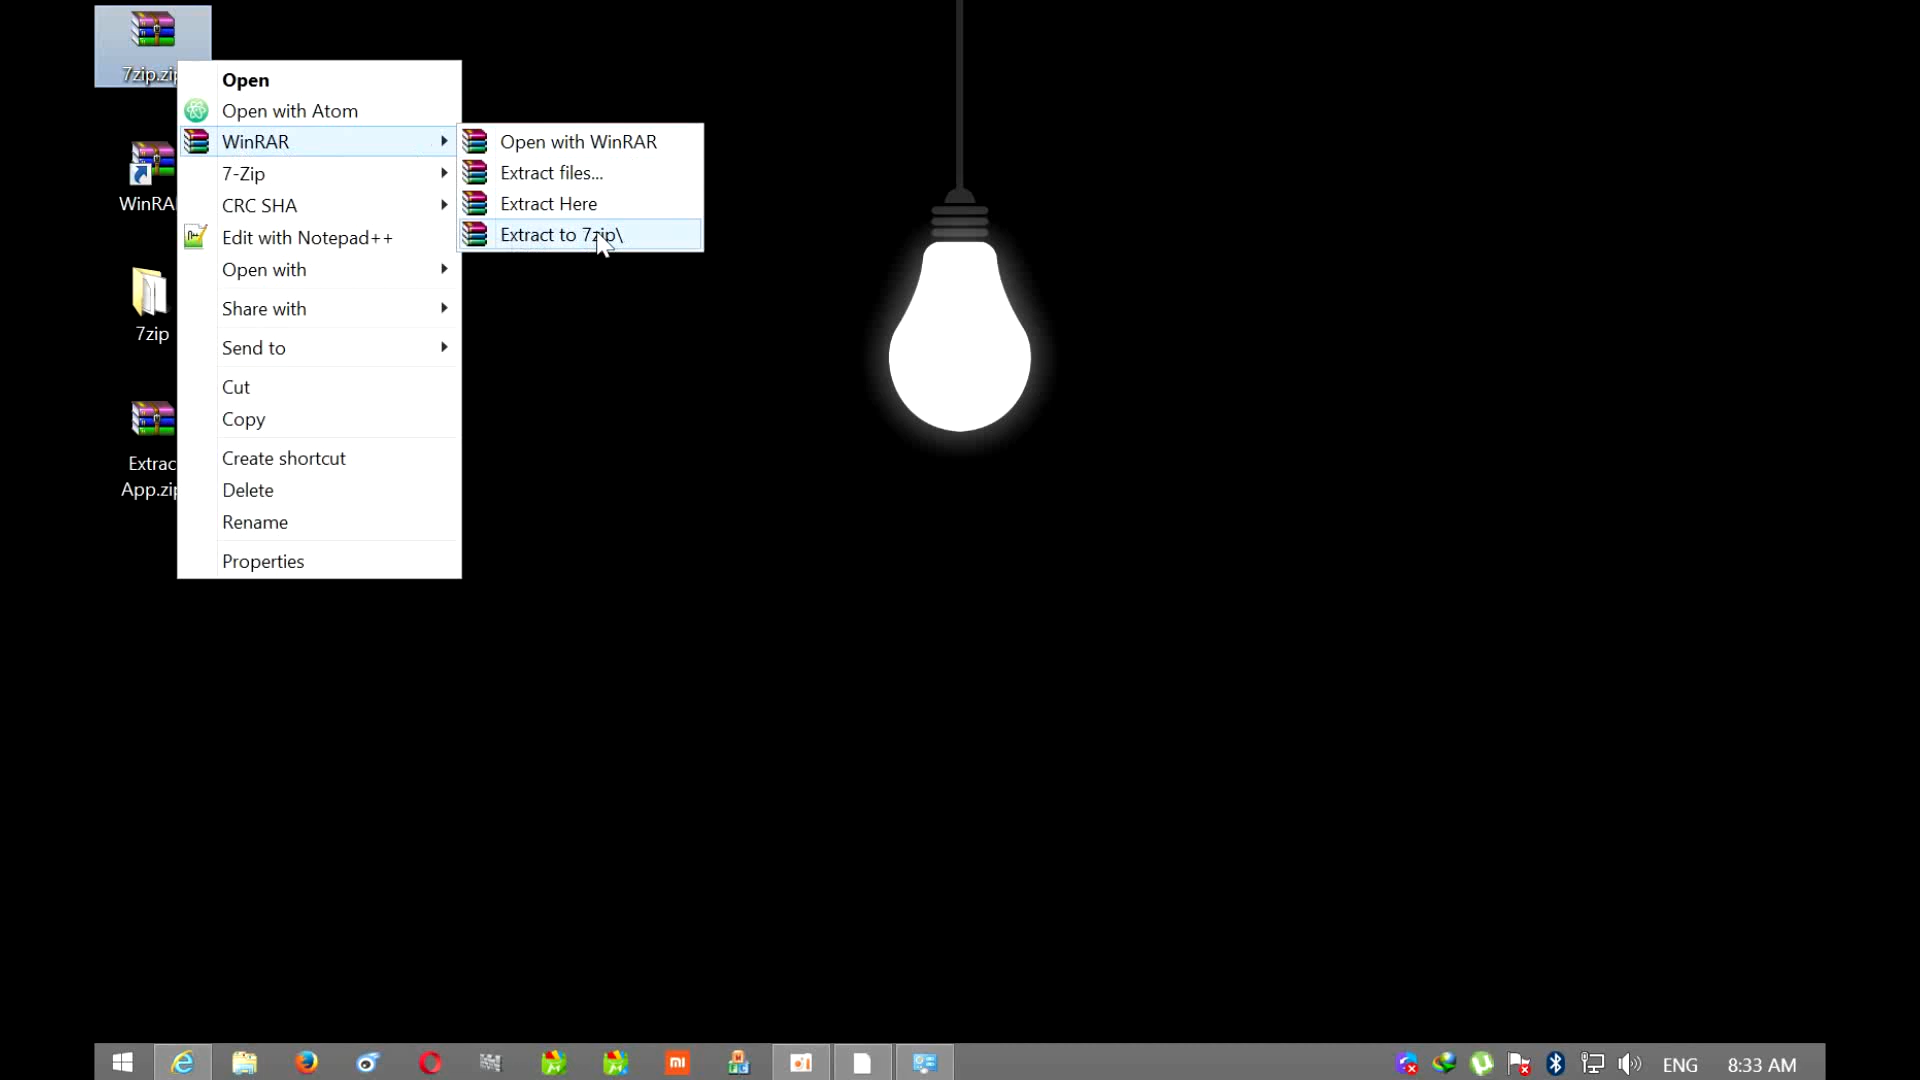 7zip.zip
Open
Open with Atom
WinRAR
7-Zip
CRC SHA
Edit with Notepad++
Open with
Share with
Send to
Cut
Copy
Create shortcut
Delete
Rename
Properties
Open with WinRAR
Extract files...
Extract Here
Extract to 7zip\
WinRA
7zip
Extrac
App.zip
ENG
8:33 AM